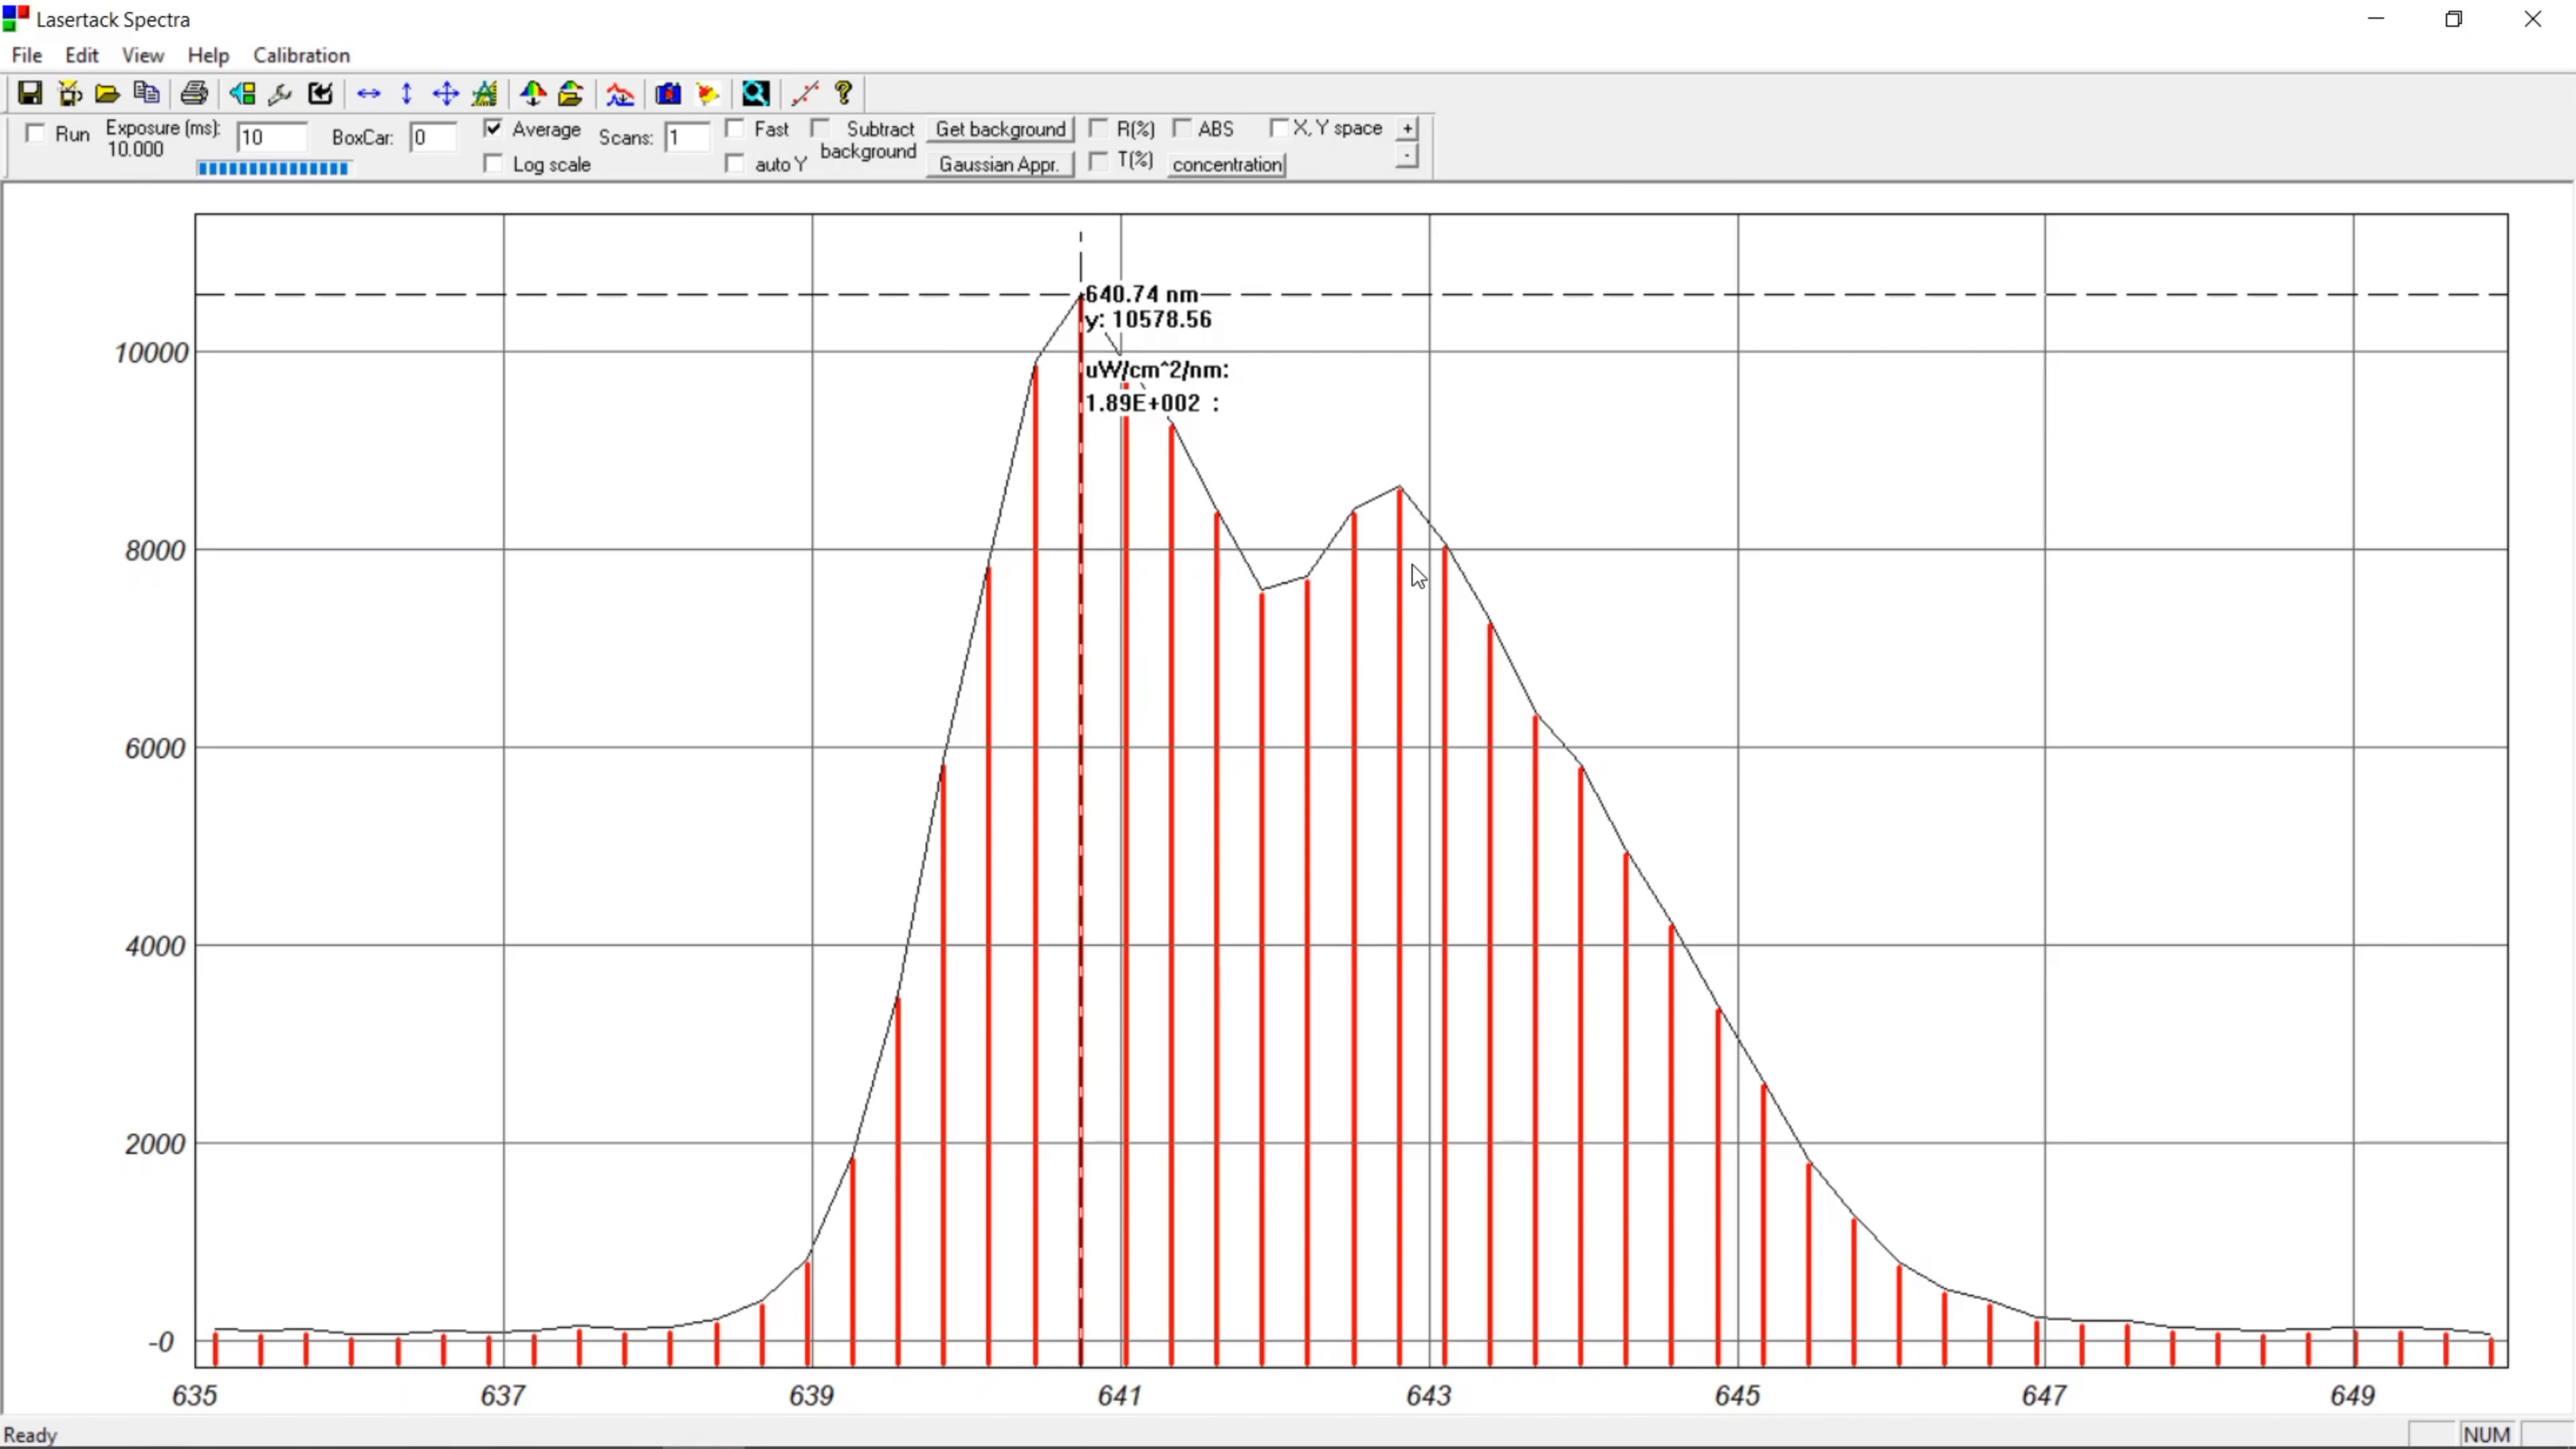 Lasertack Spectra
File Edit View Help Calibration
Run Exposure (ms): 10 BoxCar: 0 Average Scans: 1 Fast Subtract Get background R(%) ABS X, Y space +
10.000 Log scale auto Y background Gaussian Appr. T(%) concentration -
640.74 nm
y: 10578.56
10000
uW/cm^2/nm:
1.89E+002 :
8000
6000
4000
2000
-0
635 637 639 641 643 645 647 649
Ready NUM